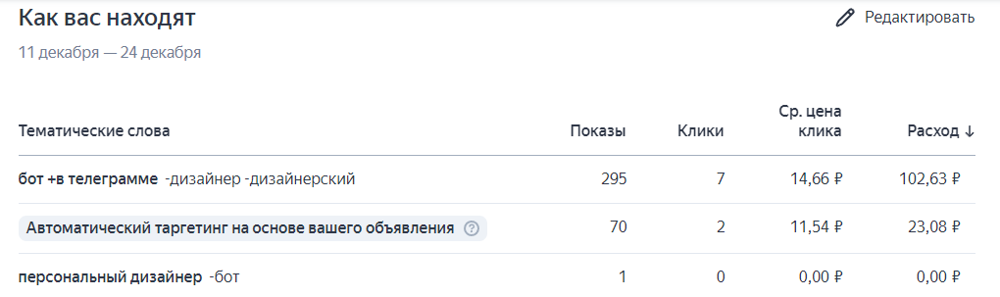 Как вас находят
Редактировать
11 декабря — 24 декабря
Тематические слова Показы Клики Ср. цена клика Расход ↓
бот +в телеграмме -дизайнер -дизайнерский 295 7 14,66 ₽ 102,63 ₽
Автоматический таргетинг на основе вашего объявления ? 70 2 11,54 ₽ 23,08 ₽
персональный дизайнер -бот 1 0 0,00 ₽ 0,00 ₽